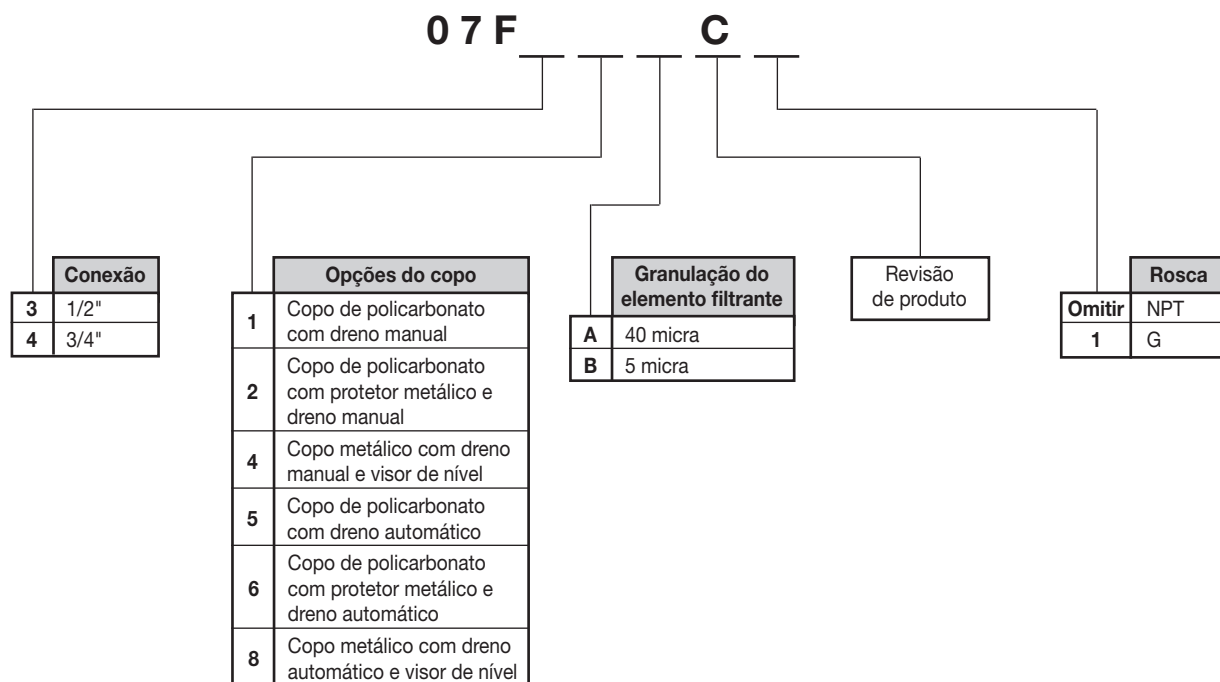 07F C
Conexão
3 1/2"
4 3/4"
Opções do copo
1 Copo de policarbonato
com dreno manual
2 Copo de policarbonato
com protetor metálico e
dreno manual
4 Copo metálico com dreno
manual e visor de nível
5 Copo de policarbonato
com dreno automático
6 Copo de policarbonato
com protetor metálico e
dreno automático
8 Copo metálico com dreno
automático e visor de nível
Granulação do
elemento filtrante
A 40 micra
B 5 micra
Revisão
de produto
Rosca
Omitir NPT
1 G